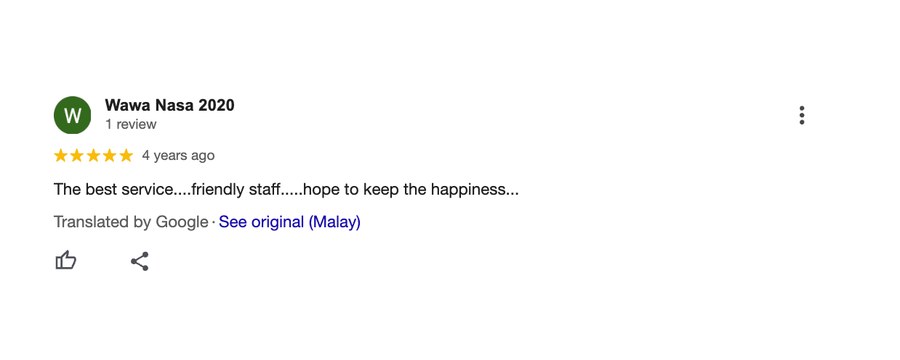 W
Wawa Nasa 2020
1 review
4 years ago
The best service....friendly staff.....hope to keep the happiness...
Translated by Google · See original (Malay)